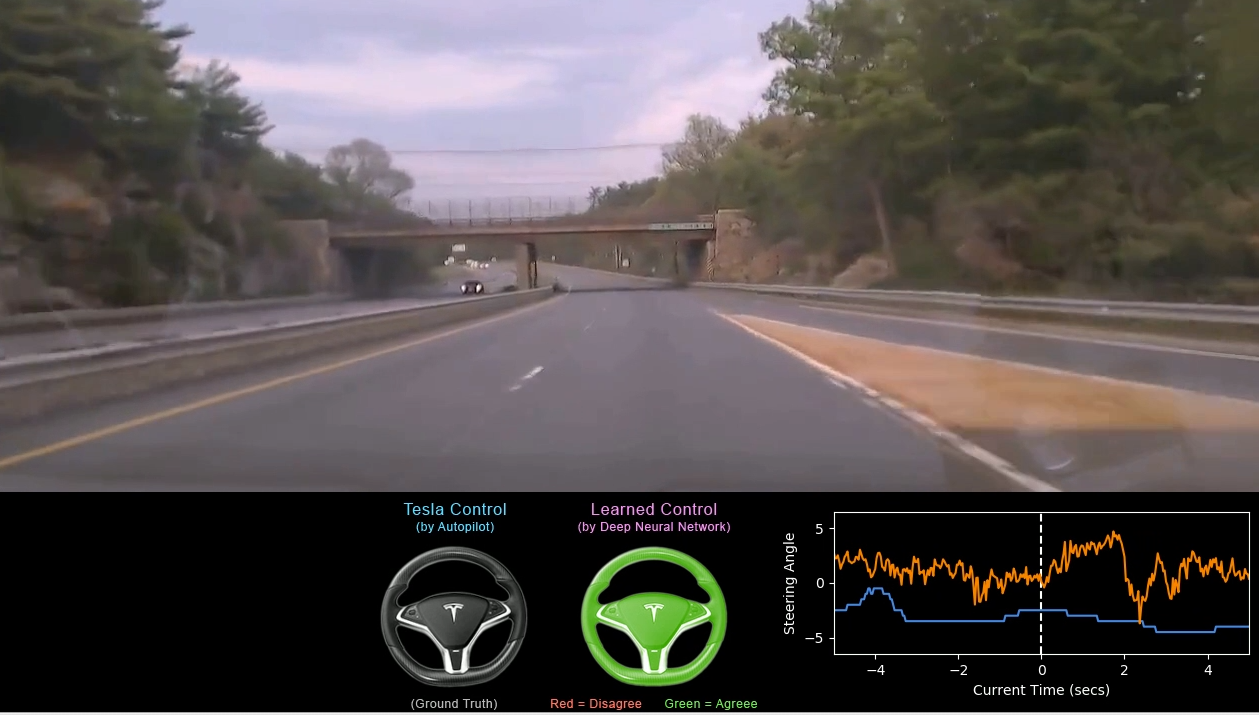 Tesla Control
(by Autopilot)
(Ground Truth)
Learned Control
(by Deep Neural Network)
Red = Disagree
Green = Agreee
Steering Angle
5
0
−5
−4
−2
0
2
4
Current Time (secs)